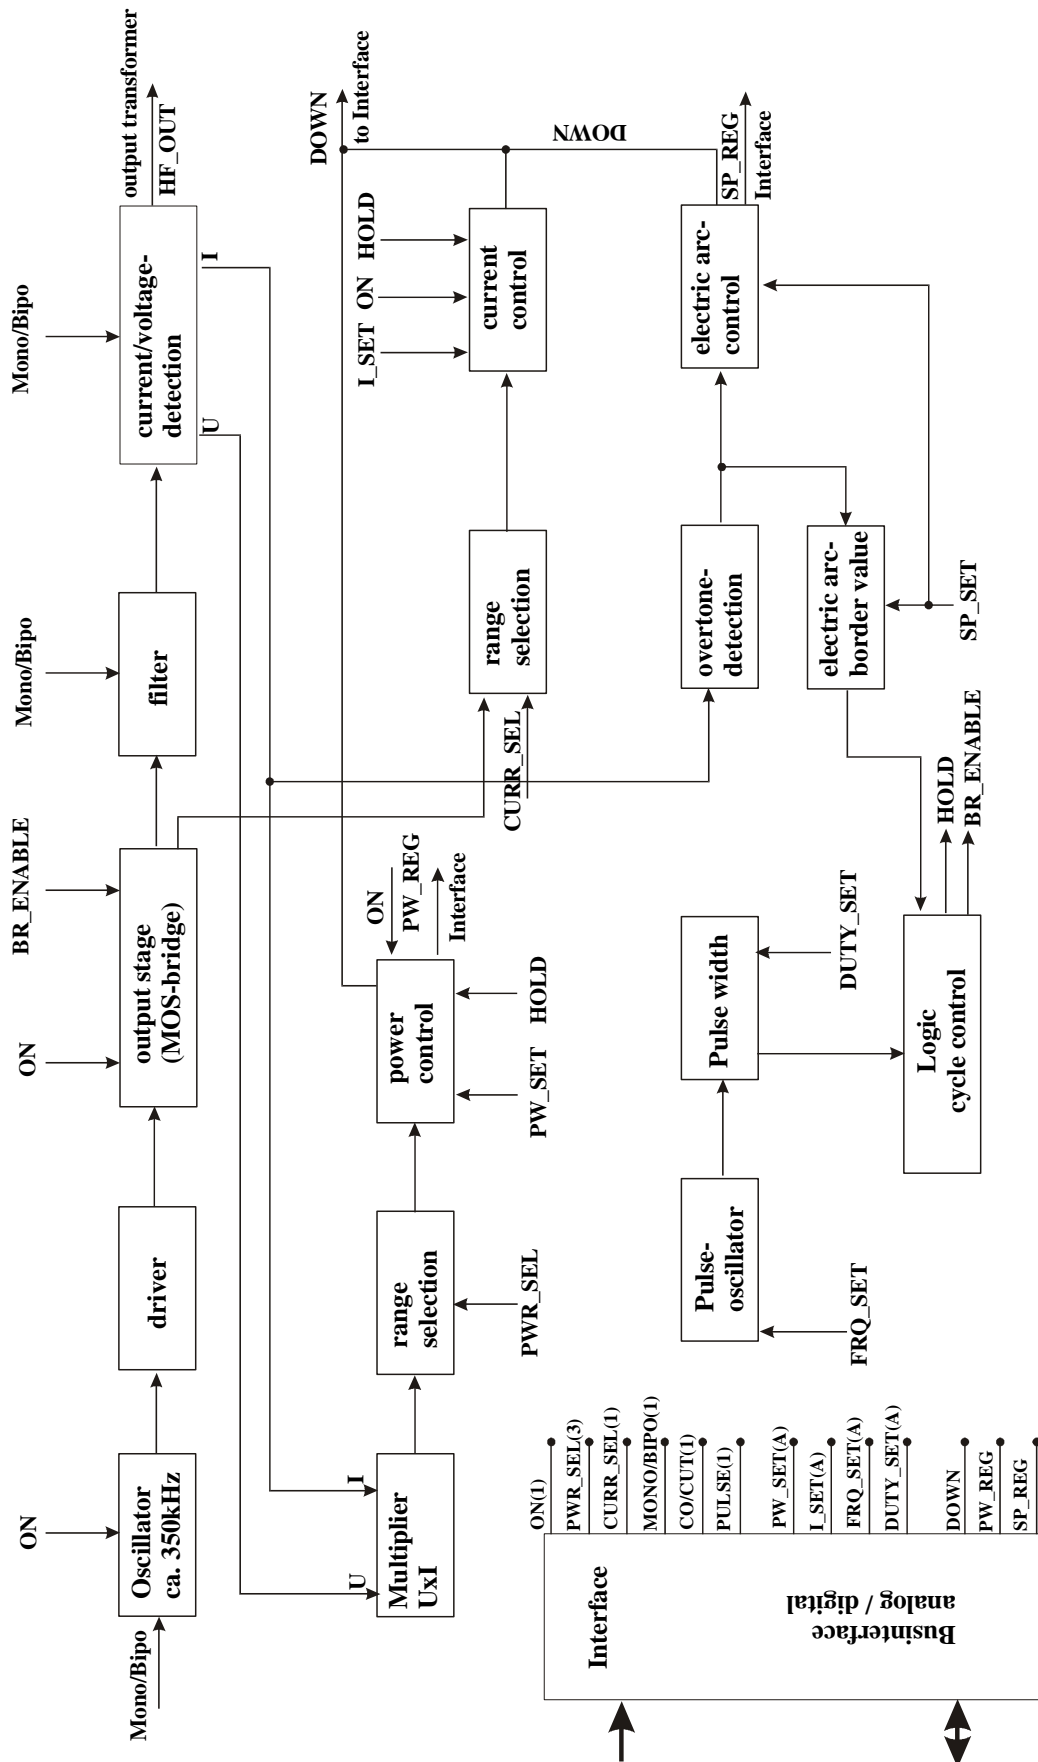 Mono/Bipo
ON
Oscillator
ca. 350kHz
driver
ON
BR_ENABLE
output stage
(MOS-bridge)
Mono/Bipo
filter
Mono/Bipo
current/voltage-
detection
U
I
output transformer
HF_OUT
U
I
Multiplier
UxI
range
selection
PWR_SEL
power
control
PW_SET
HOLD
ON
PW_REG
Interface
CURR_SEL
range
selection
I_SET
ON
HOLD
current
control
DOWN
to Interface
DOWN
Pulse-
oscillator
FRQ_SET
Pulse width
DUTY_SET
overtone-
detection
electric arc-
control
SP_REG
Interface
electric arc-
border value
SP_SET
Logic
cycle control
HOLD
BR_ENABLE
Interface
Businterface
analog / digital
ON(1)
PWR_SEL(3)
CURR_SEL(1)
MONO/BIPO(1)
CO/CUT(1)
PULSE(1)
PW_SET(A)
I_SET(A)
FRQ_SET(A)
DUTY_SET(A)
DOWN
PW_REG
SP_REG